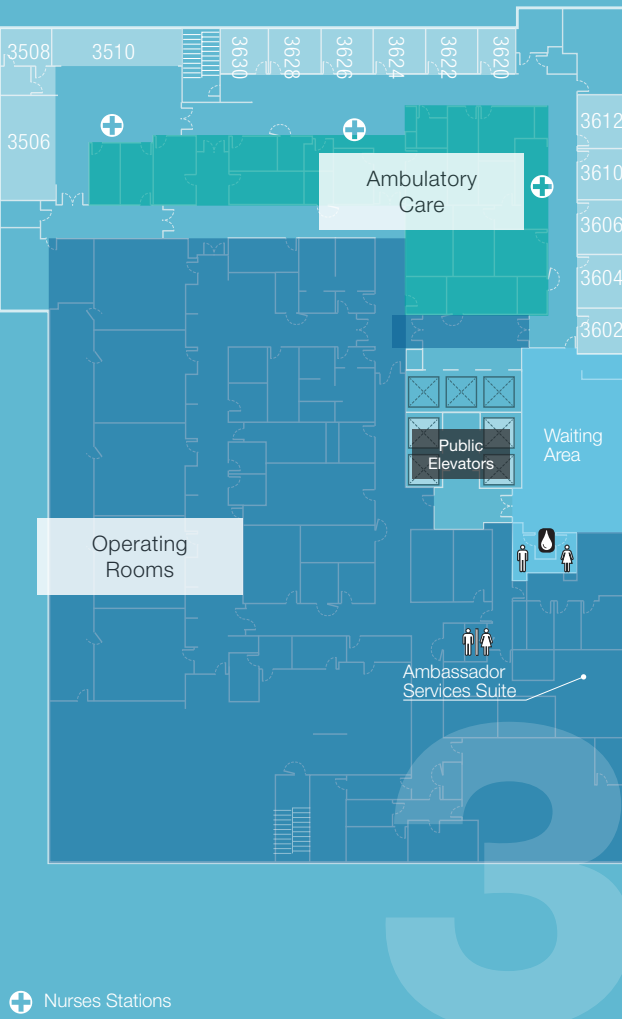 3508
3510
3630
3628
3626
3624
3622
3620
3506
3612
3610
3606
3604
3602
Ambulatory
Care
Public
Elevators
Waiting
Area
Operating
Rooms
Ambassador
Services Suite
3
Nurses Stations